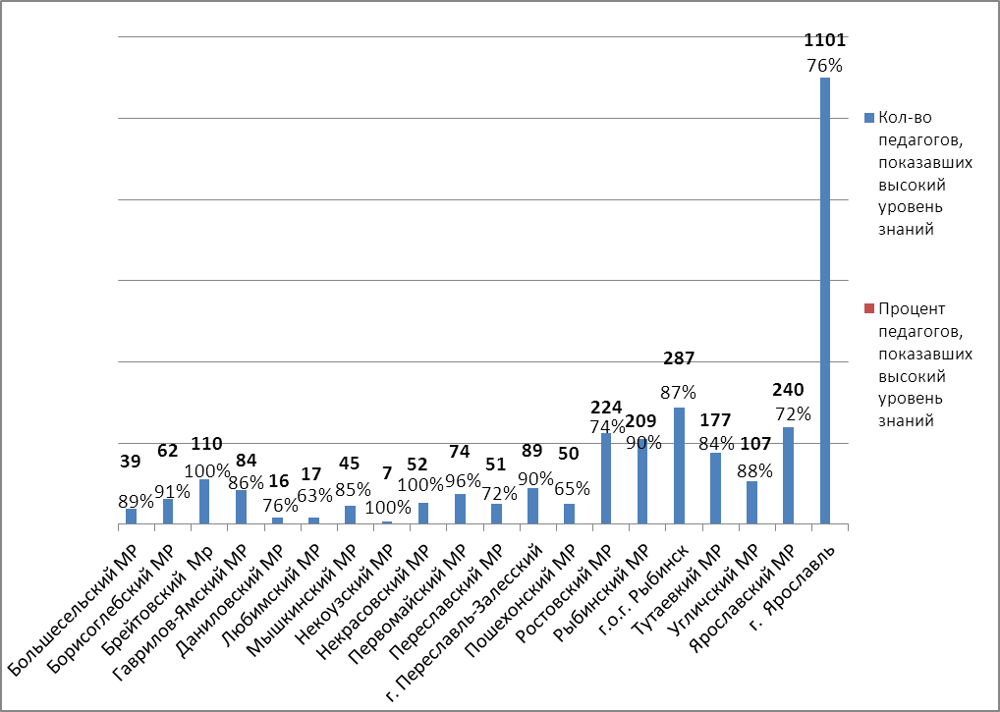 1101
76%
287
87%
240
72%
224
74%
209
90%
177
84%
107
88%
39
89%
62
91%
110
100%
84
86%
16
76%
17
63%
45
85%
7
100%
52
100%
74
96%
51
72%
89
90%
50
65%
Большесельский МР
Борисоглебский МР
Брейтовский Мр
Гаврилов-Ямский МР
Даниловский МР
Любимский МР
Мышкинский МР
Некоузский МР
Некрасовский МР
Первомайский МР
Переславский МР
г. Переславль-Залесский
Пошехонский МР
Ростовский МР
Рыбинский МР
г.о.г. Рыбинск
Тутаевкий МР
Угличский МР
Ярославский МР
г. Ярославль
Кол-во
педагогов,
показавших
высокий
уровень
знаний
Процент
педагогов,
показавших
высокий
уровень
знаний